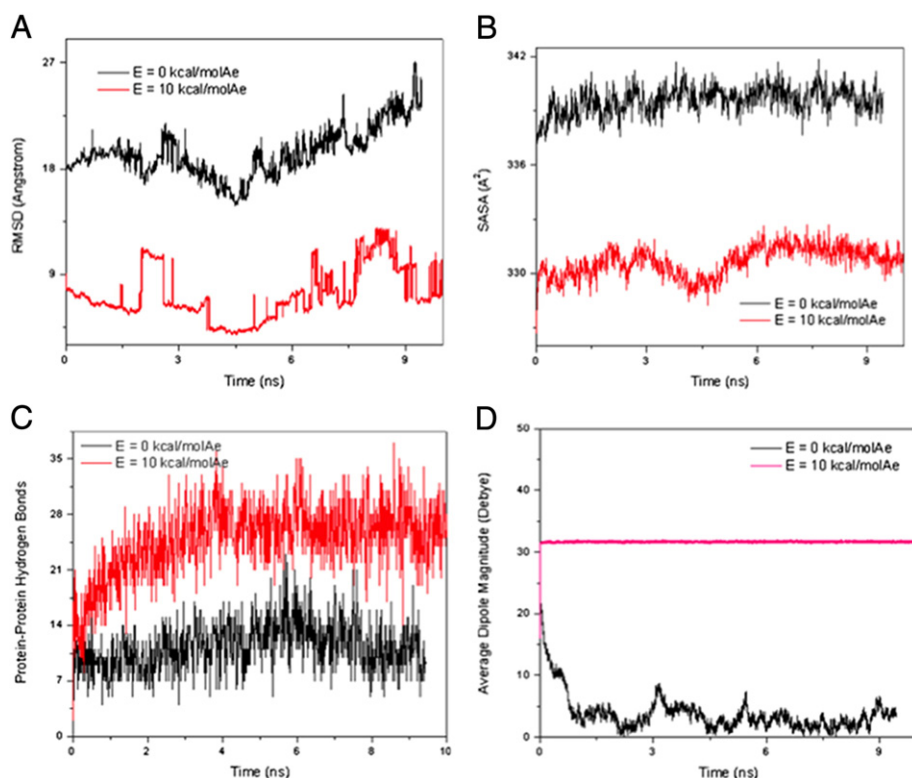 A
27
18
9
RMSD (Angstrom)
E = 0 kcal/molAe
E = 10 kcal/molAe
0
3
6
9
Time (ns)
B
342
336
330
SASA (A²)
E = 0 kcal/molAe
E = 10 kcal/molAe
0
3
6
9
Time (ns)
C
35
28
21
14
7
0
Protein-Protein Hydrogen Bonds
E = 0 kcal/molAe
E = 10 kcal/molAe
0
2
4
6
8
10
Time (ns)
D
50
40
30
20
10
0
Average Dipole Magnitude (Debye)
E = 0 kcal/molAe
E = 10 kcal/molAe
0
3
6
9
Time (ns)